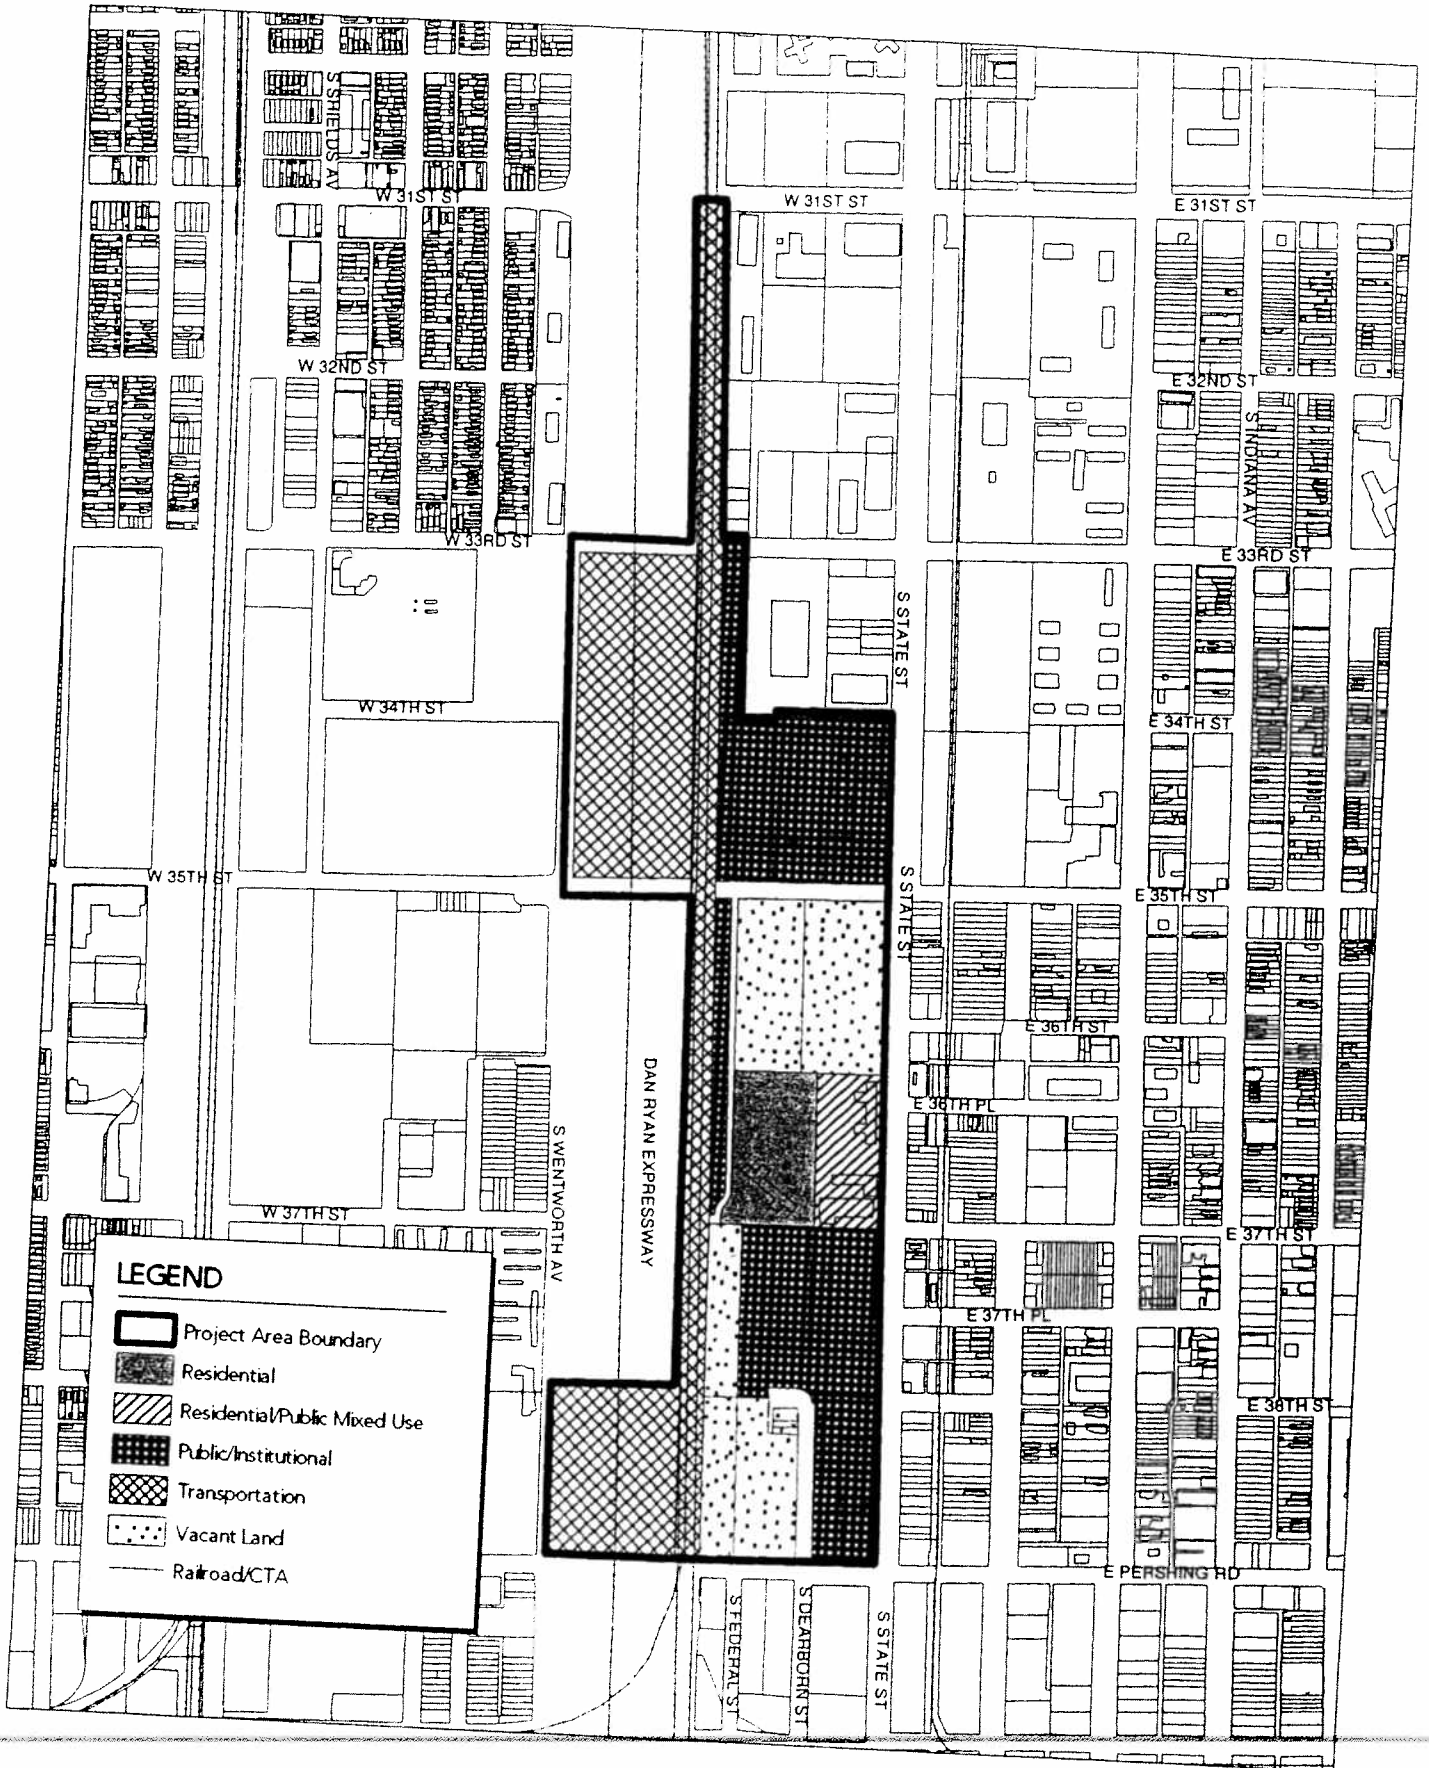 S SHIELDS AV
W 31ST ST
W 31ST ST
E 31ST ST
W 32ND ST
E 32ND ST
S INDIANA AV
W 33RD ST
E 33RD ST
S STATE ST
W 34TH ST
E 34TH ST
W 35TH ST
S STATE ST
E 35TH ST
E 36TH ST
DAN RYAN EXPRESSWAY
E 36TH PL
S WENTWORTH AV
W 37TH ST
E 37TH ST
E 37TH PL
E 38TH ST
E PERSHING RD
S FEDERAL ST
S DEARBORN ST
S STATE ST
LEGEND
Project Area Boundary
Residential
Residential/Public Mixed Use
Public/Institutional
Transportation
Vacant Land
Railroad/CTA